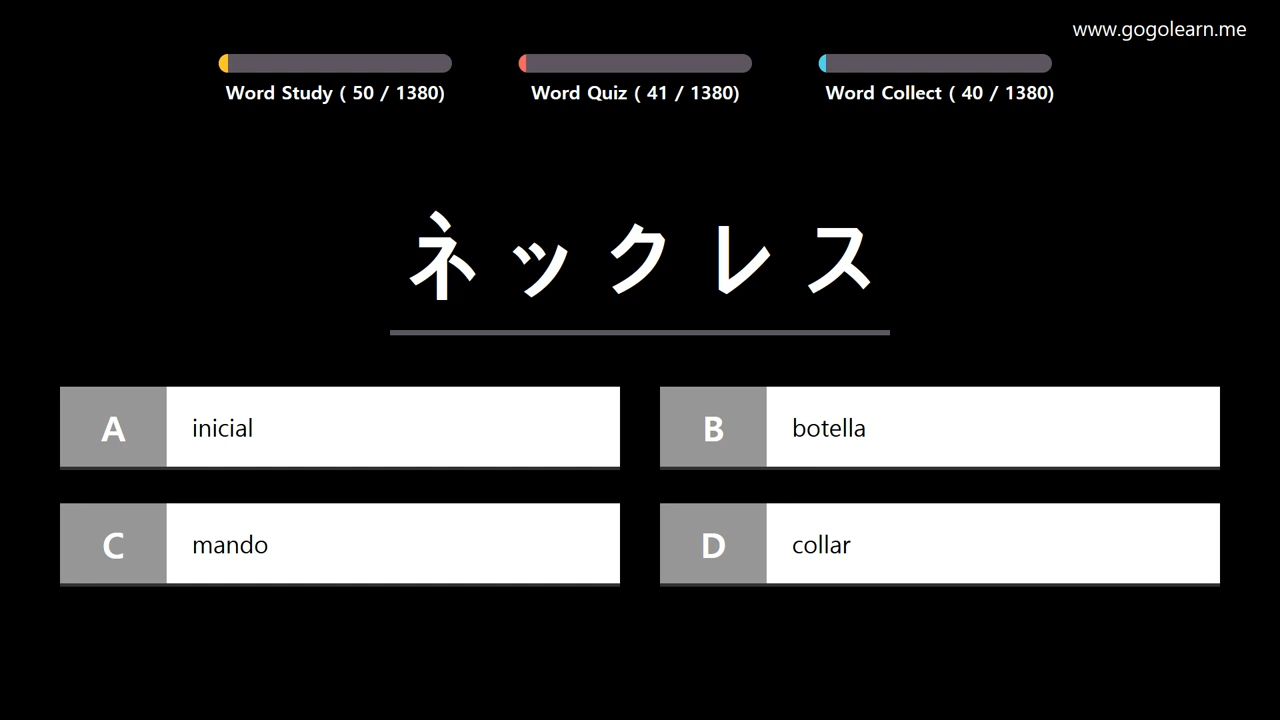 www.gogolearn.me
Word Study ( 50 / 1380)
Word Quiz ( 41 / 1380)
Word Collect ( 40 / 1380)
ネックレス
A inicial
B botella
C mando
D collar